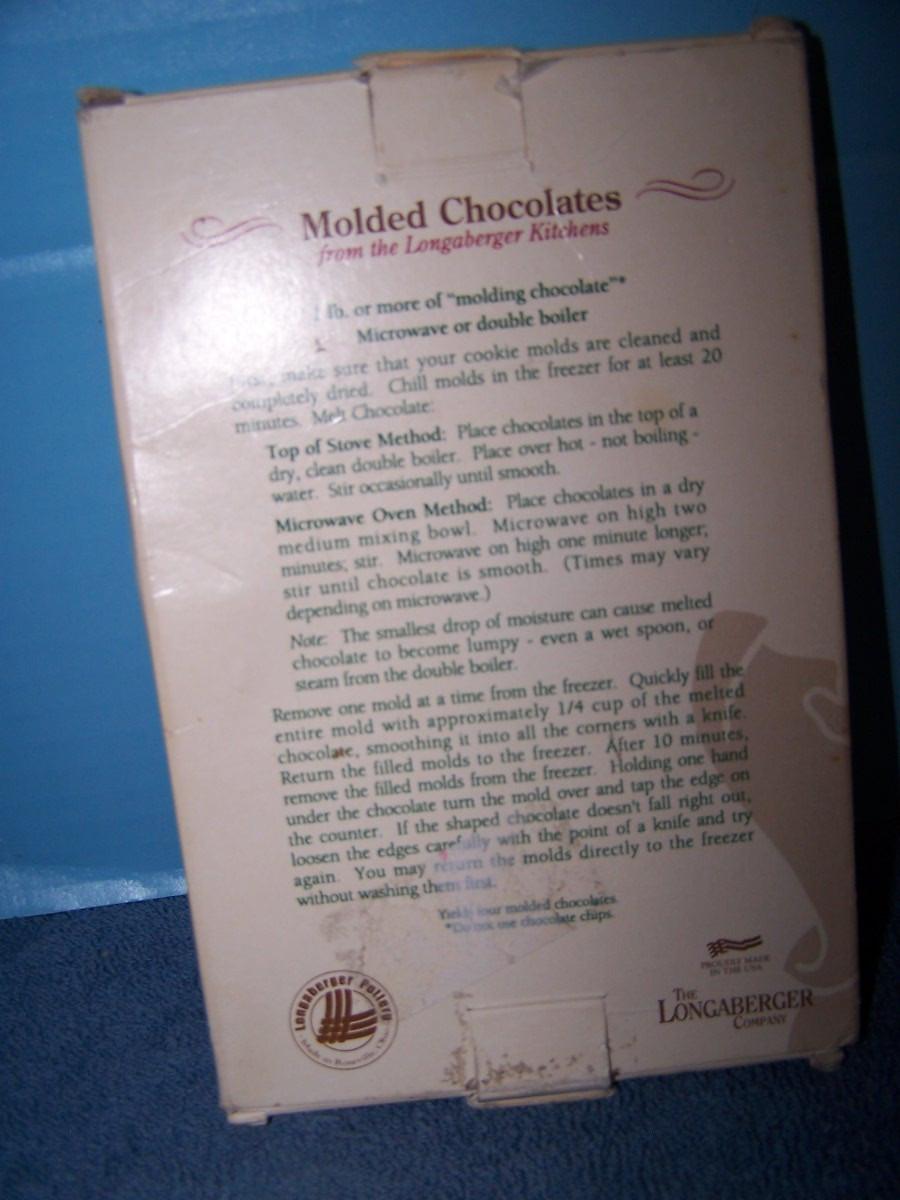 Molded Chocolates
from the Longaberger Kitchens
lb. or more of "molding chocolate"*
Microwave or double boiler
make sure that your cookie molds are cleaned and
completely dried. Chill molds in the freezer for at least 20
minutes. Melt Chocolate:
Top of Stove Method: Place chocolates in the top of a
dry, clean double boiler. Place over hot - not boiling -
water. Stir occasionally until smooth.
Microwave Oven Method: Place chocolates in a dry
medium mixing bowl. Microwave on high two
minutes; stir. Microwave on high one minute longer;
stir until chocolate is smooth. (Times may vary
depending on microwave.)
Note: The smallest drop of moisture can cause melted
chocolate to become lumpy - even a wet spoon, or
steam from the double boiler.
Remove one mold at a time from the freezer. Quickly fill the
entire mold with approximately 1/4 cup of the melted
chocolate, smoothing it into all the corners with a knife.
Return the filled molds to the freezer. After 10 minutes,
remove the filled molds from the freezer. Holding one hand
under the chocolate turn the mold over and tap the edge on
the counter. If the shaped chocolate doesn't fall right out,
loosen the edges carefully with the point of a knife and try
again. You may return the molds directly to the freezer
without washing them first.
Yields four molded chocolates.
*Do not use chocolate chips.
PROUDLY MADE
IN THE USA
Longaberger Pottery
Made in Roseville,
THE
LONGABERGER
COMPANY